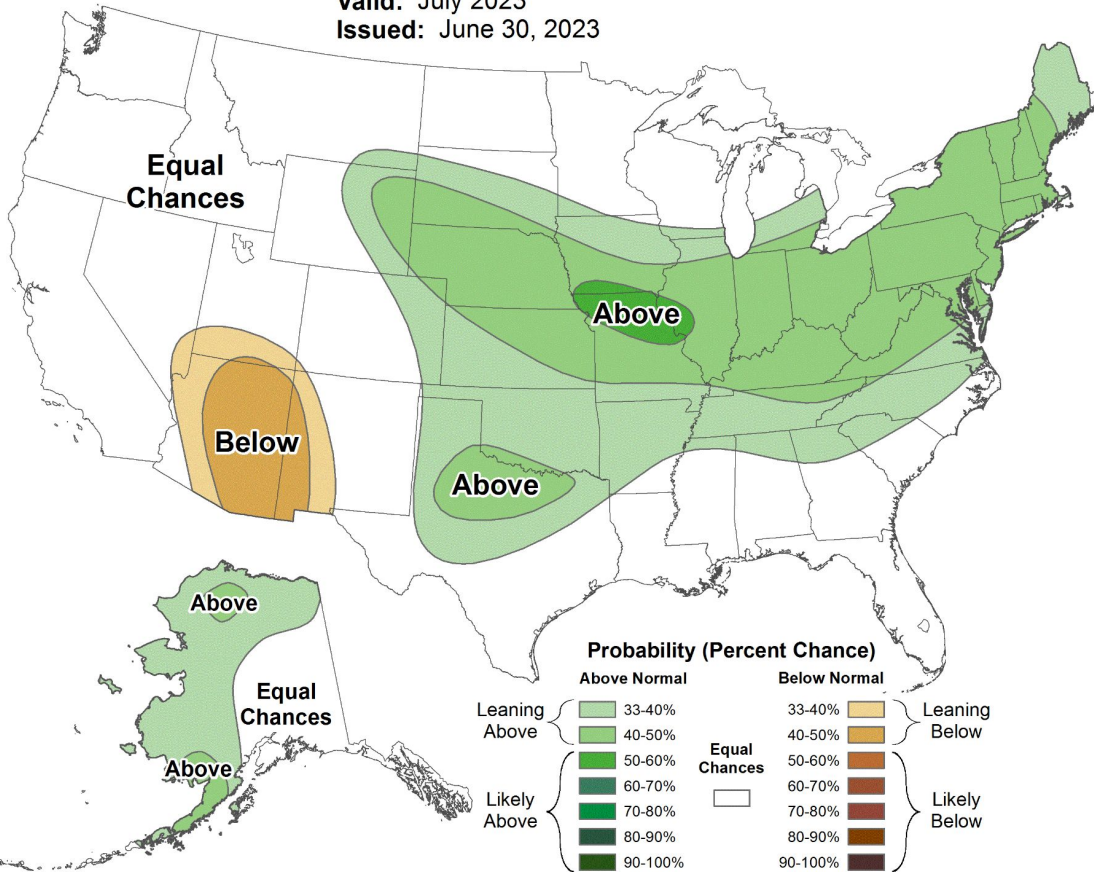 Valid: July 2023
Issued: June 30, 2023
Equal
Chances
Above
Below
Above
Above
Equal
Chances
Above
Probability (Percent Chance)
Above Normal
Below Normal
Leaning
Above
33-40%
40-50%
Likely
Above
50-60%
60-70%
70-80%
80-90%
90-100%
Equal
Chances
33-40%
40-50%
Leaning
Below
50-60%
60-70%
70-80%
80-90%
90-100%
Likely
Below